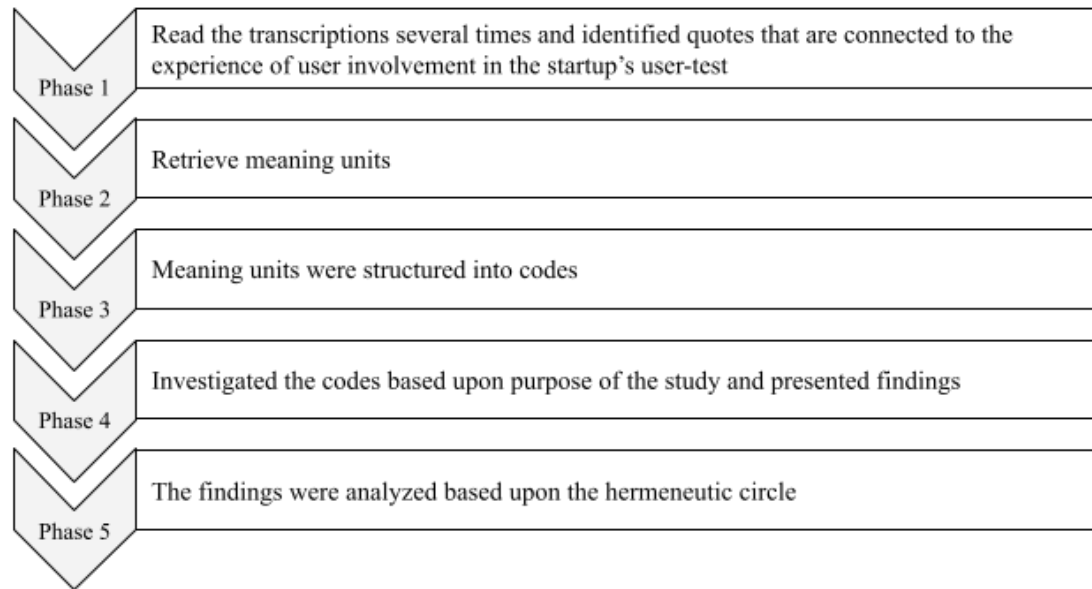 Phase 1
Read the transcriptions several times and identified quotes that are connected to the
experience of user involvement in the startup's user-test
Phase 2
Retrieve meaning units
Phase 3
Meaning units were structured into codes
Phase 4
Investigated the codes based upon purpose of the study and presented findings
Phase 5
The findings were analyzed based upon the hermeneutic circle